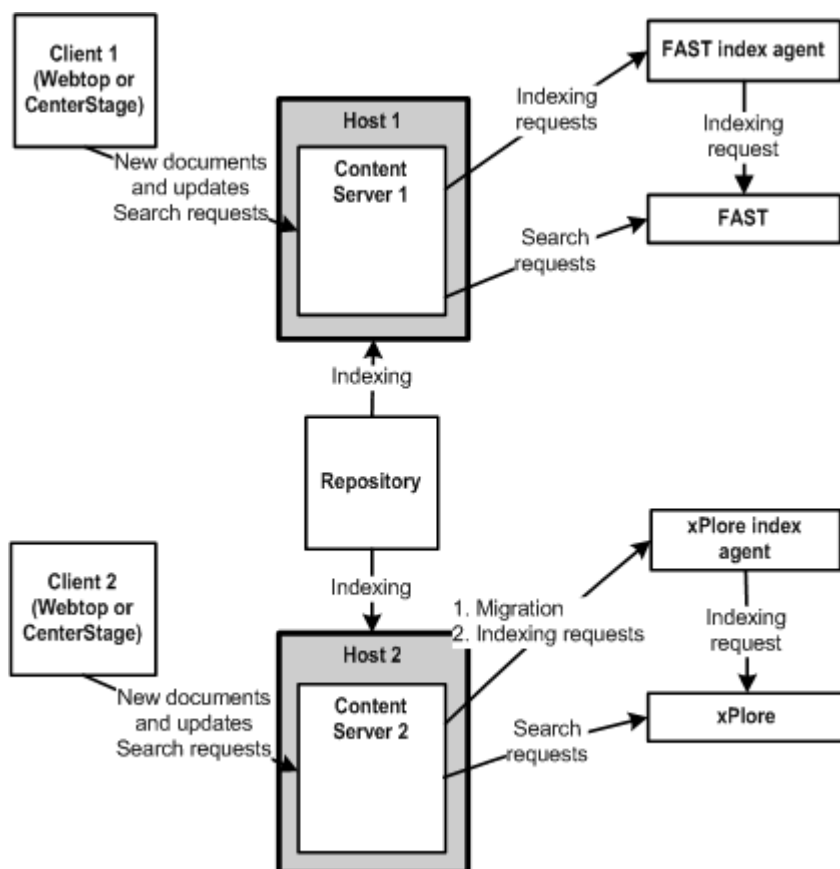 Client 1
(Webtop or
CenterStage)
New documents
and updates
Search requests
Host 1
Content
Server 1
Indexing
requests
FAST index agent
Indexing
request
FAST
Search
requests
Indexing
Repository
Indexing
Client 2
(Webtop or
CenterStage)
New documents
and updates
Search requests
Host 2
Content
Server 2
1. Migration
2. Indexing requests
xPlore index
agent
Indexing
request
xPlore
Search
requests